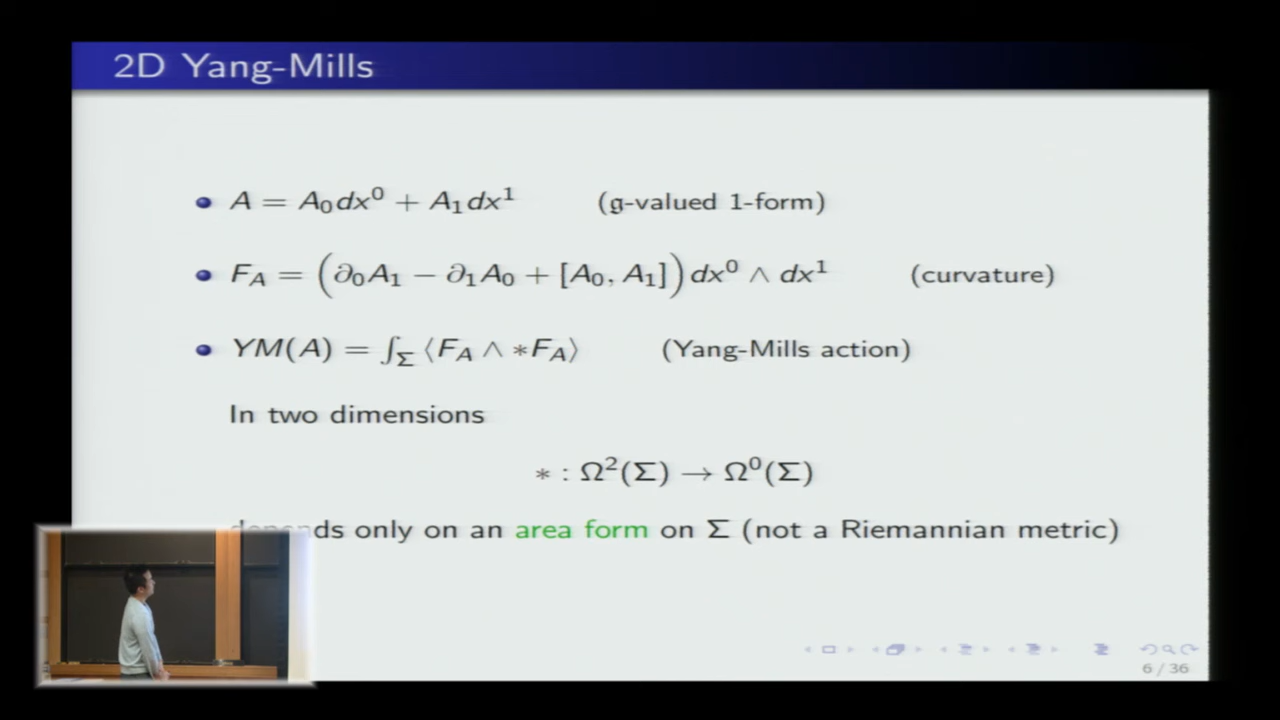 2D Yang-Mills
• A = A₀dx⁰ + A₁dx¹ (𝔤-valued 1-form)
• F_A = (∂₀A₁ − ∂₁A₀ + [A₀, A₁]) dx⁰ ∧ dx¹ (curvature)
• YM(A) = ∫_Σ ⟨F_A ∧ ∗F_A⟩ (Yang-Mills action)
In two dimensions
∗ : Ω²(Σ) → Ω⁰(Σ)
depends only on an area form on Σ (not a Riemannian metric)
6 / 36